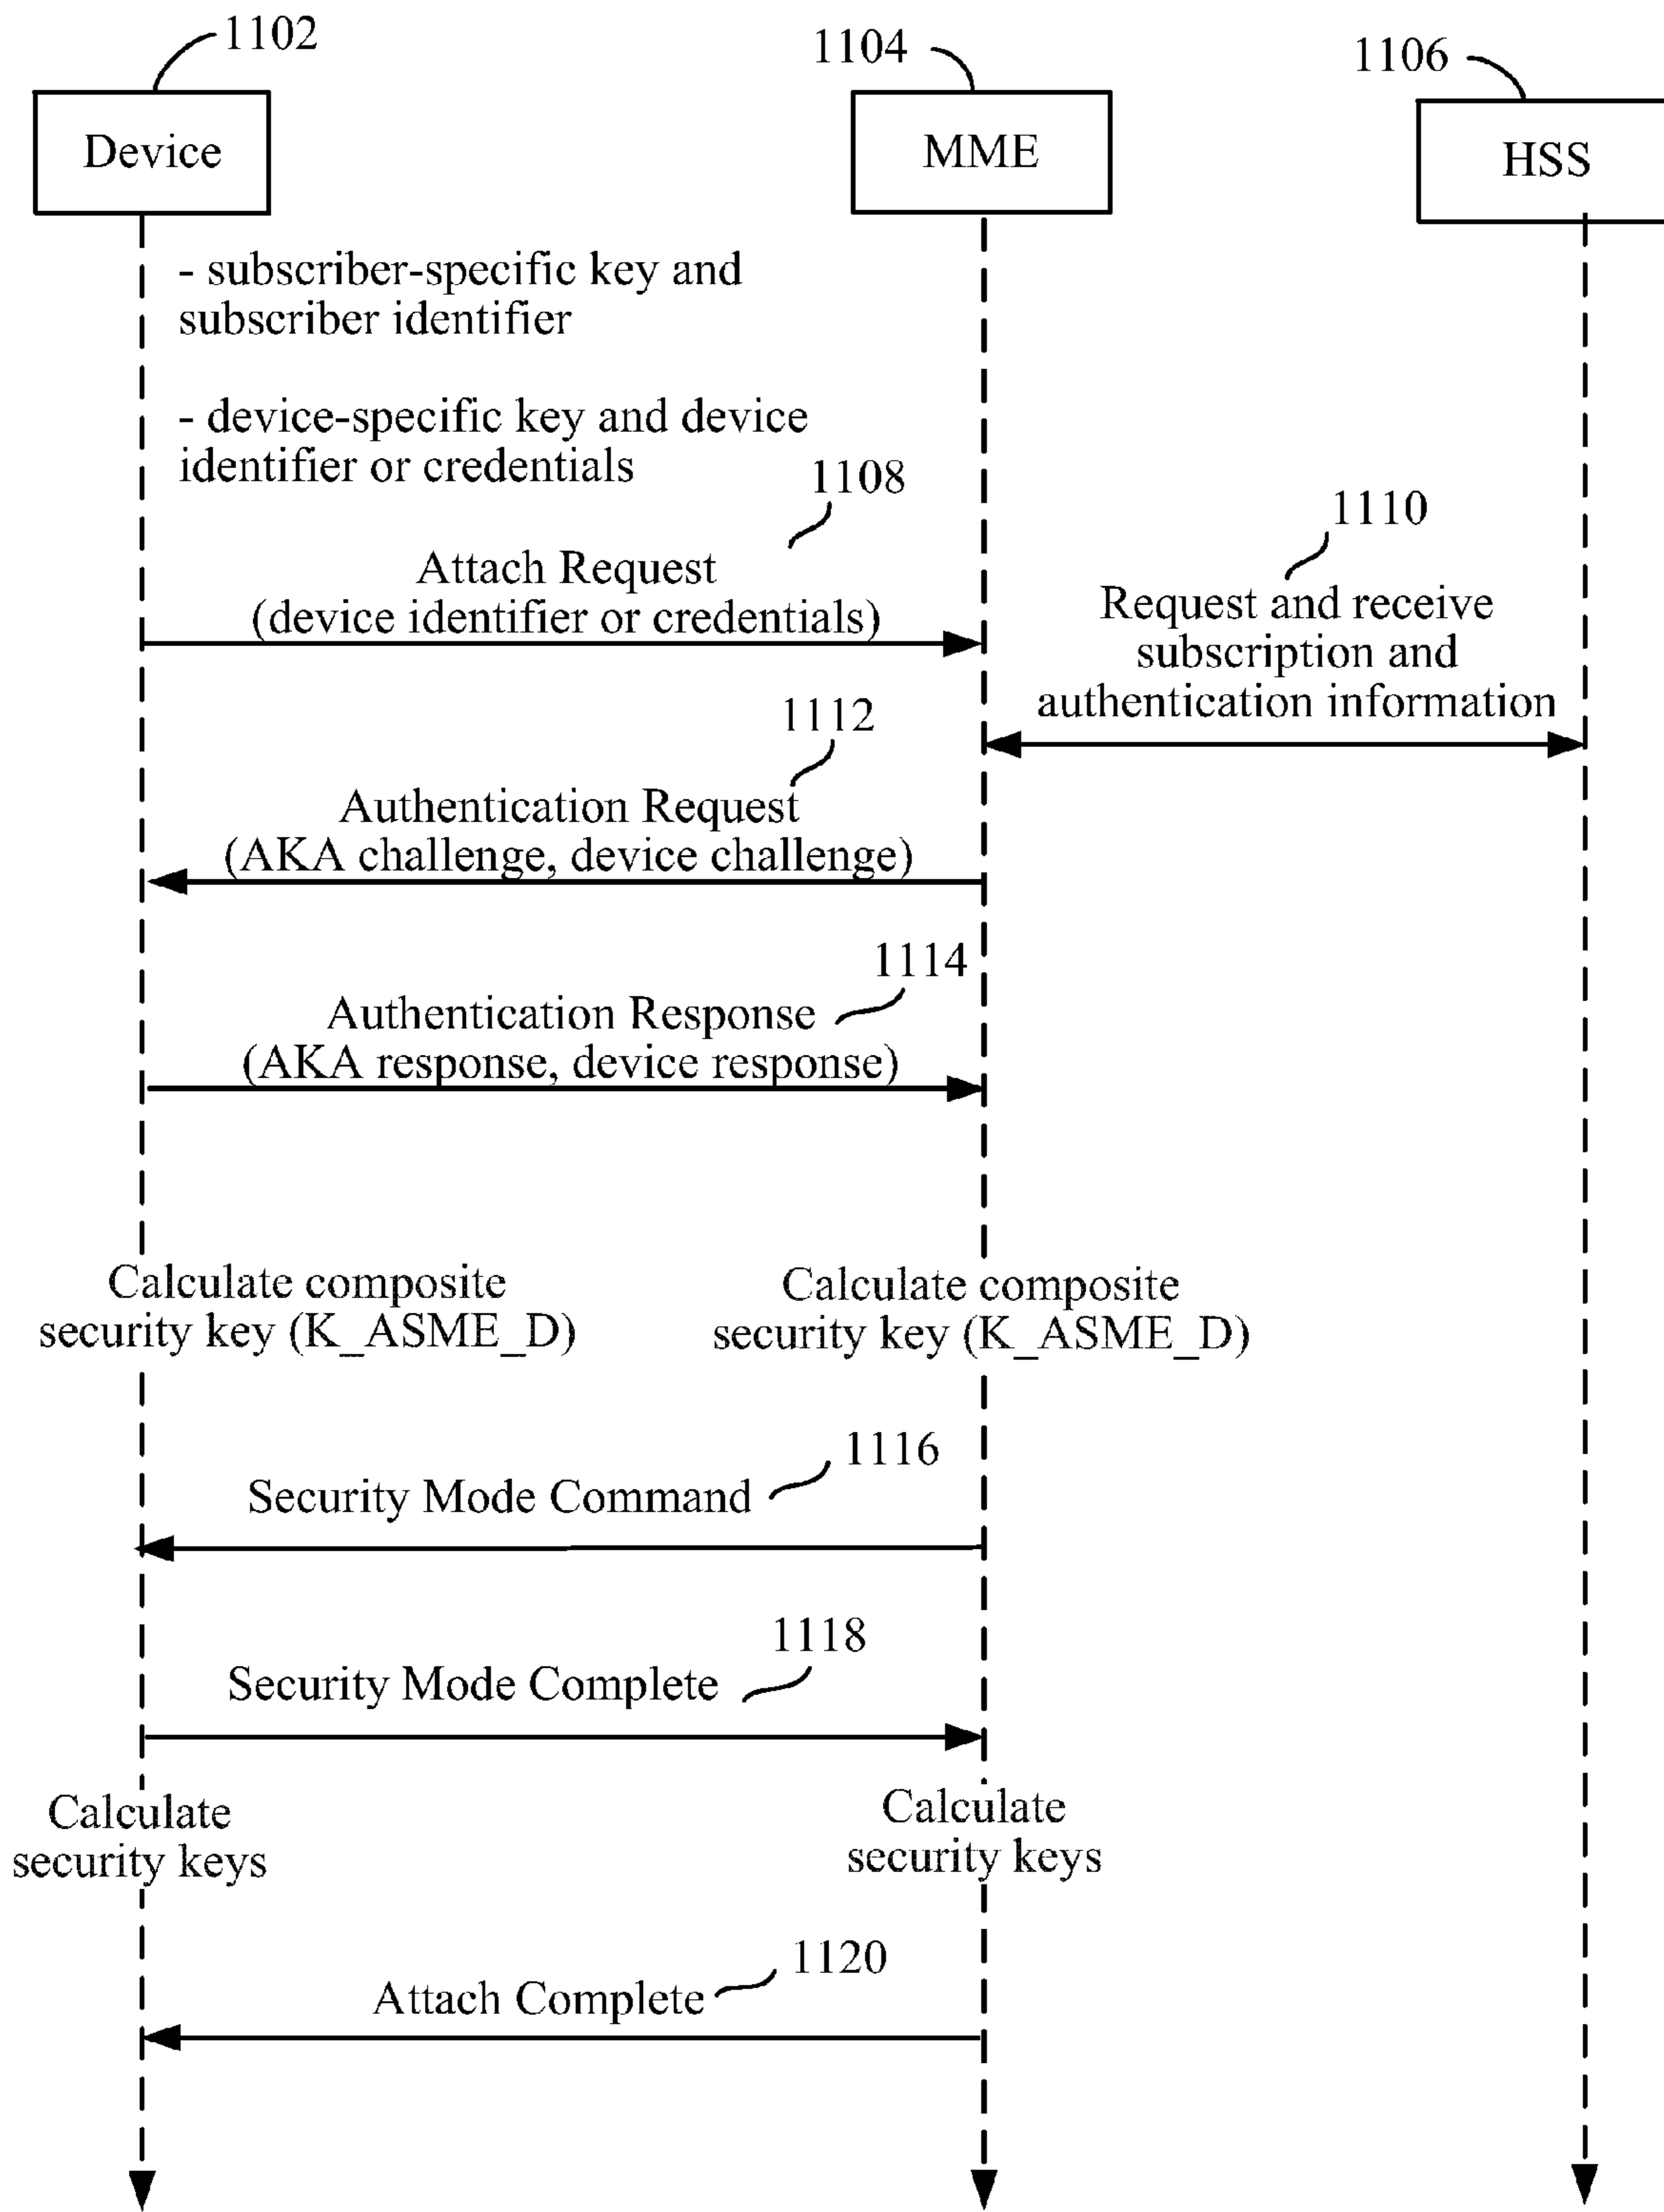 1102
1104
1106
Device
MME
HSS
- subscriber-specific key and
subscriber identifier
- device-specific key and device
identifier or credentials
1108
Attach Request
(device identifier or credentials)
1110
Request and receive
subscription and
authentication information
1112
Authentication Request
(AKA challenge, device challenge)
1114
Authentication Response
(AKA response, device response)
Calculate composite
security key (K_ASME_D)
Calculate composite
security key (K_ASME_D)
1116
Security Mode Command
1118
Security Mode Complete
Calculate
security keys
Calculate
security keys
1120
Attach Complete